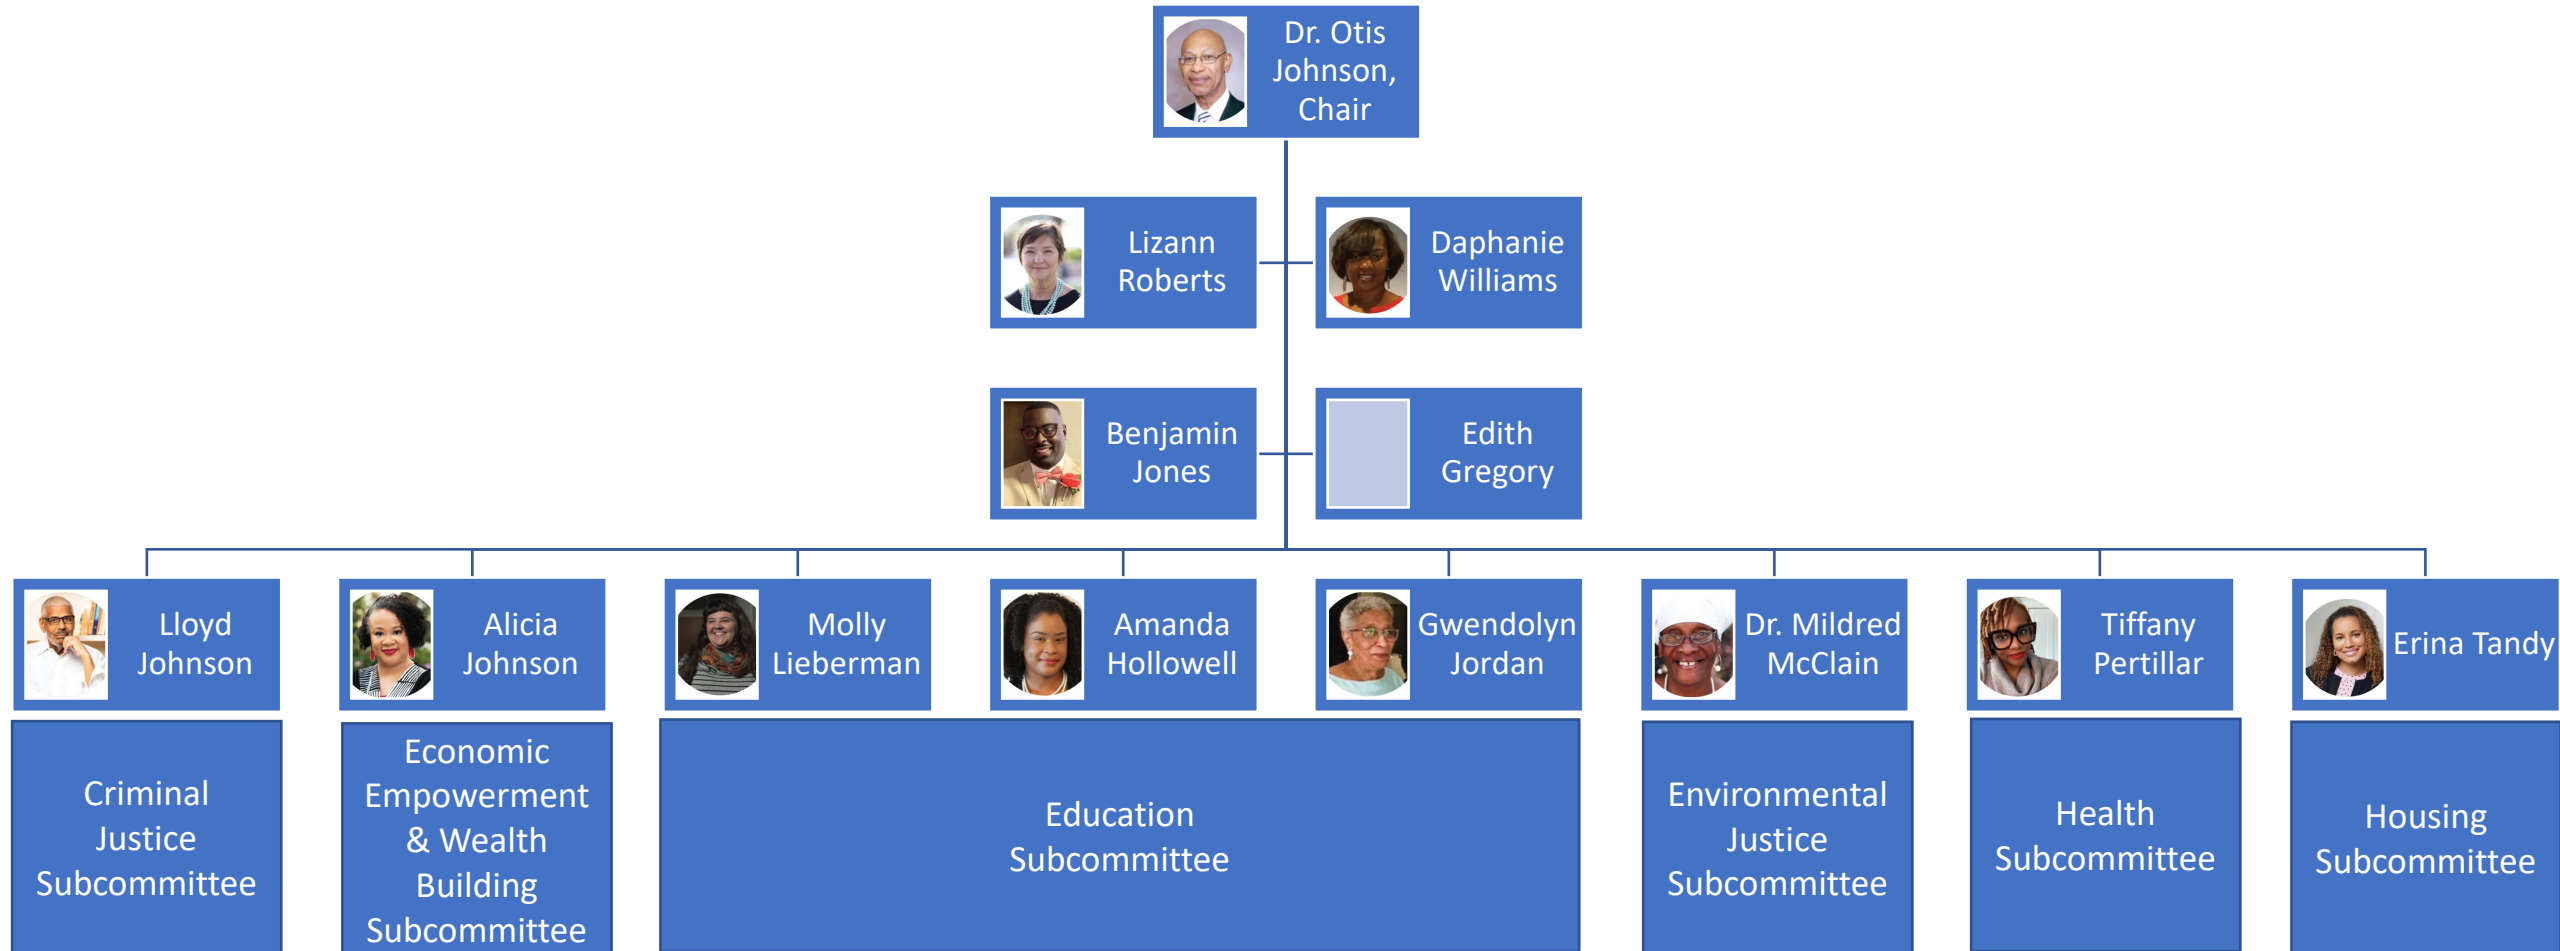 Dr. Otis
Johnson,
Chair
Lizann
Roberts
Daphanie
Williams
Benjamin
Jones
Edith
Gregory
Lloyd
Johnson
Alicia
Johnson
Molly
Lieberman
Amanda
Hollowell
Gwendolyn
Jordan
Dr. Mildred
McClain
Tiffany
Pertillar
Erina Tandy
Criminal
Justice
Subcommittee
Economic
Empowerment
& Wealth
Building
Subcommittee
Education
Subcommittee
Environmental
Justice
Subcommittee
Health
Subcommittee
Housing
Subcommittee